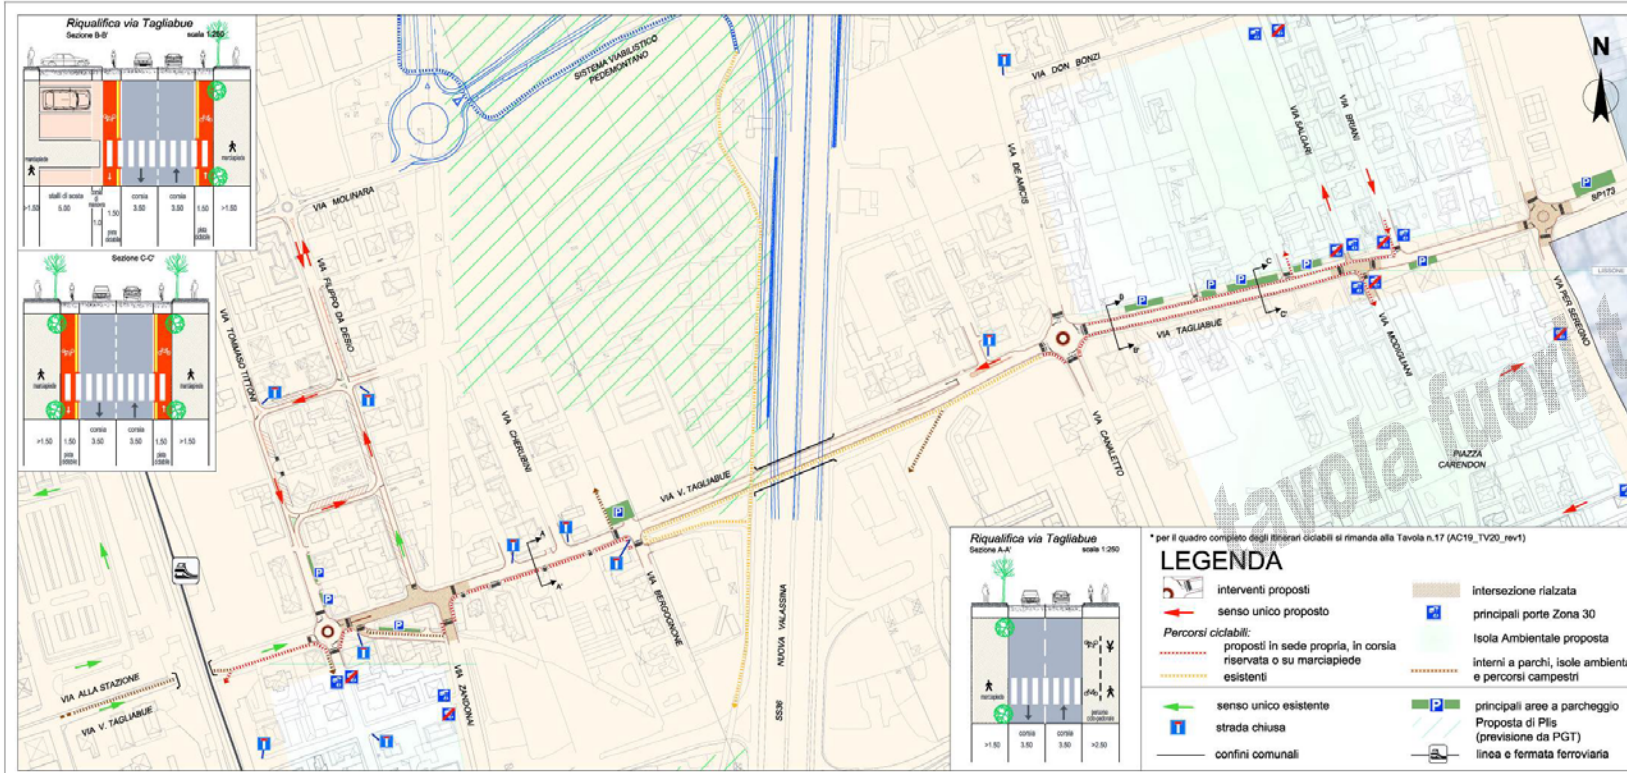 Riqualifica via Tagliabue
Sezione B-B'
scala 1:250
marciapiede
marciapiede
stalli di sosta
corsia
corsia
>1.50
5.00
1.0
1.50
3.50
3.50
1.50
>1.50
Sezione C-C'
marciapiede
marciapiede
corsia
corsia
>1.50
1.50
3.50
3.50
1.50
>1.50
SISTEMA VIABILISTICO
PEDEMONTANO
VIA MOLINARA
VIA FILIPPO DA DESIO
VIA TOMMASO TITTONI
VIA CHERUBINI
VIA V. TAGLIABUE
VIA BERGOGNONE
VIA ZANDONAI
VIA ALLA STAZIONE
VIA V. TAGLIABUE
A
A'
NUOVA VALASSINA
SS36
VIA DON BONZI
VIA DE AMICIS
VIA SALGARI
VIA BRIANI
N
SP173
LISSONE
VIA PER SEREGNO
B
B'
C
C'
VIA TAGLIABUE
VIA MODIGLIANI
VIA CANALETTO
PIAZZA
CARENDON
tavola fuori t
Riqualifica via Tagliabue
Sezione A-A'
scala 1:250
marciapiede
percorso
ciclo-pedonale
corsia
corsia
>1.50
3.50
3.50
>2.50
* per il quadro completo degli itinerari ciclabili si rimanda alla Tavola n.17 (AC19_TV20_rev1)
LEGENDA
interventi proposti
senso unico proposto
Percorsi ciclabili:
proposti in sede propria, in corsia
riservata o su marciapiede
esistenti
senso unico esistente
strada chiusa
confini comunali
intersezione rialzata
principali porte Zona 30
Isola Ambientale proposta
interni a parchi, isole ambienta
e percorsi campestri
principali aree a parcheggio
Proposta di Plis
(previsione da PGT)
linea e fermata ferroviaria